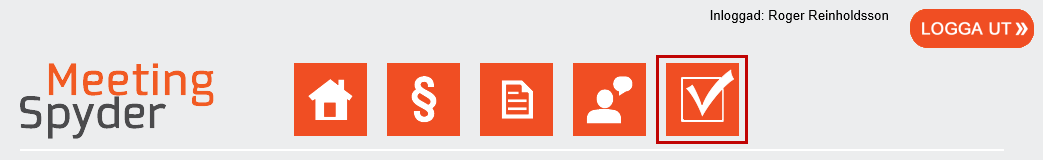 Inloggad: Roger Reinholdsson
LOGGA UT »
Meeting
Spyder
§